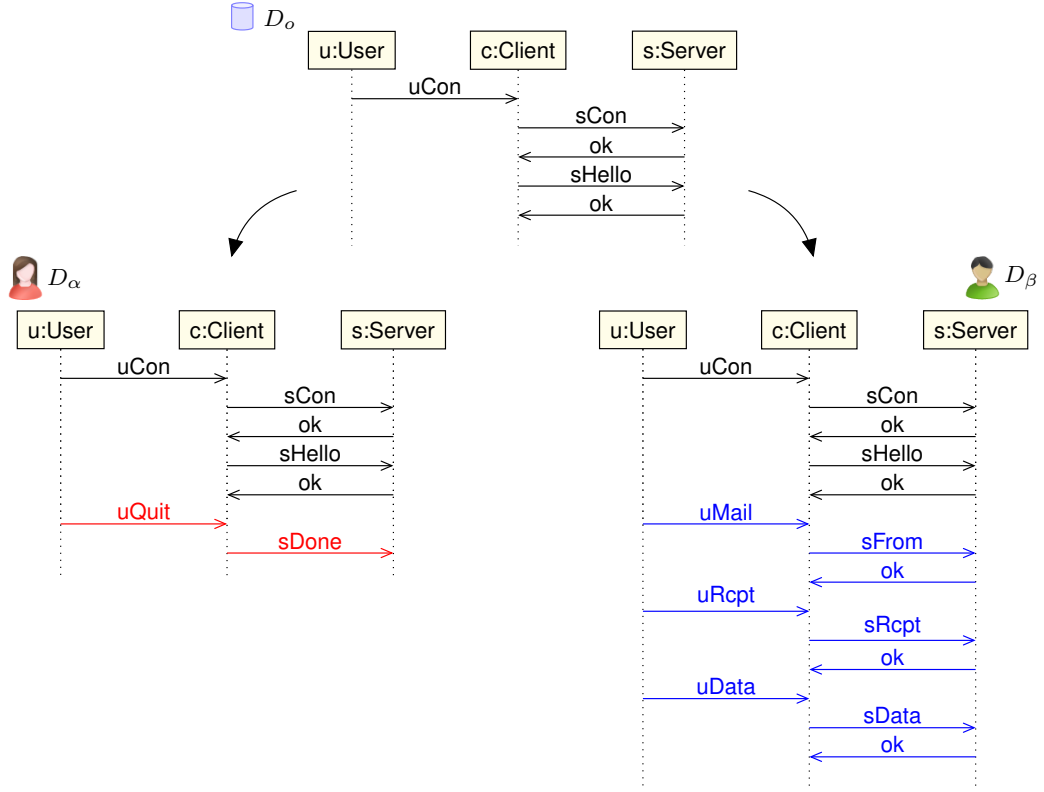 D_o
u:User c:Client s:Server
uCon
sCon
ok
sHello
ok
D_α
u:User c:Client s:Server
uCon
sCon
ok
sHello
ok
uQuit
sDone
D_β
u:User c:Client s:Server
uCon
sCon
ok
sHello
ok
uMail
sFrom
ok
uRcpt
sRcpt
ok
uData
sData
ok